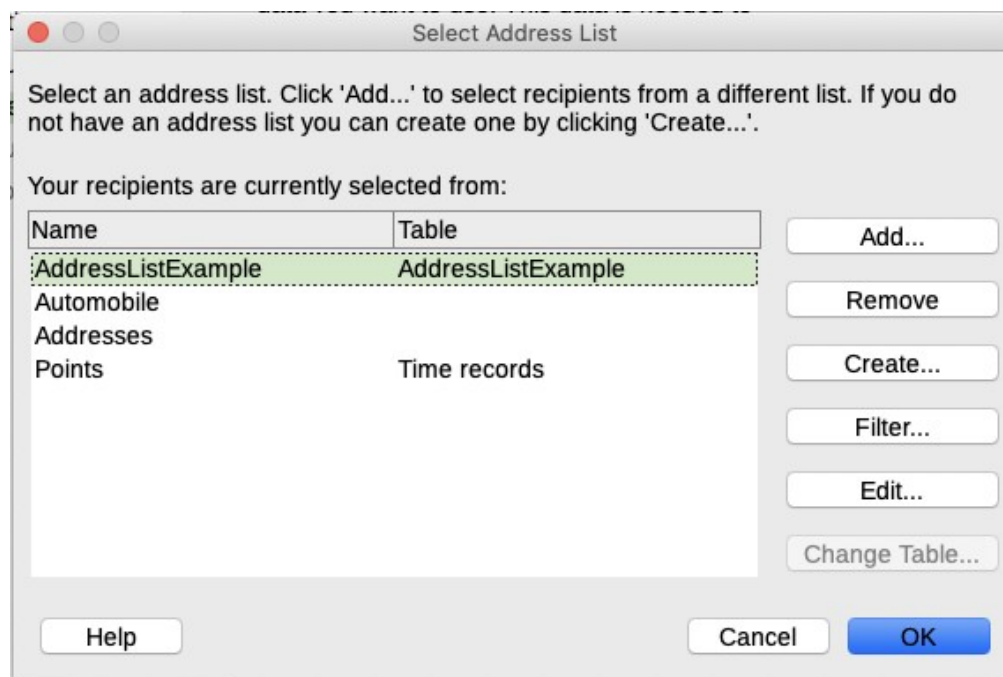 Select Address List
Select an address list. Click 'Add...' to select recipients from a different list. If you do
not have an address list you can create one by clicking 'Create...'.
Your recipients are currently selected from:
Name Table
AddressListExample AddressListExample
Automobile
Addresses
Points Time records
Add...
Remove
Create...
Filter...
Edit...
Change Table...
Help Cancel OK